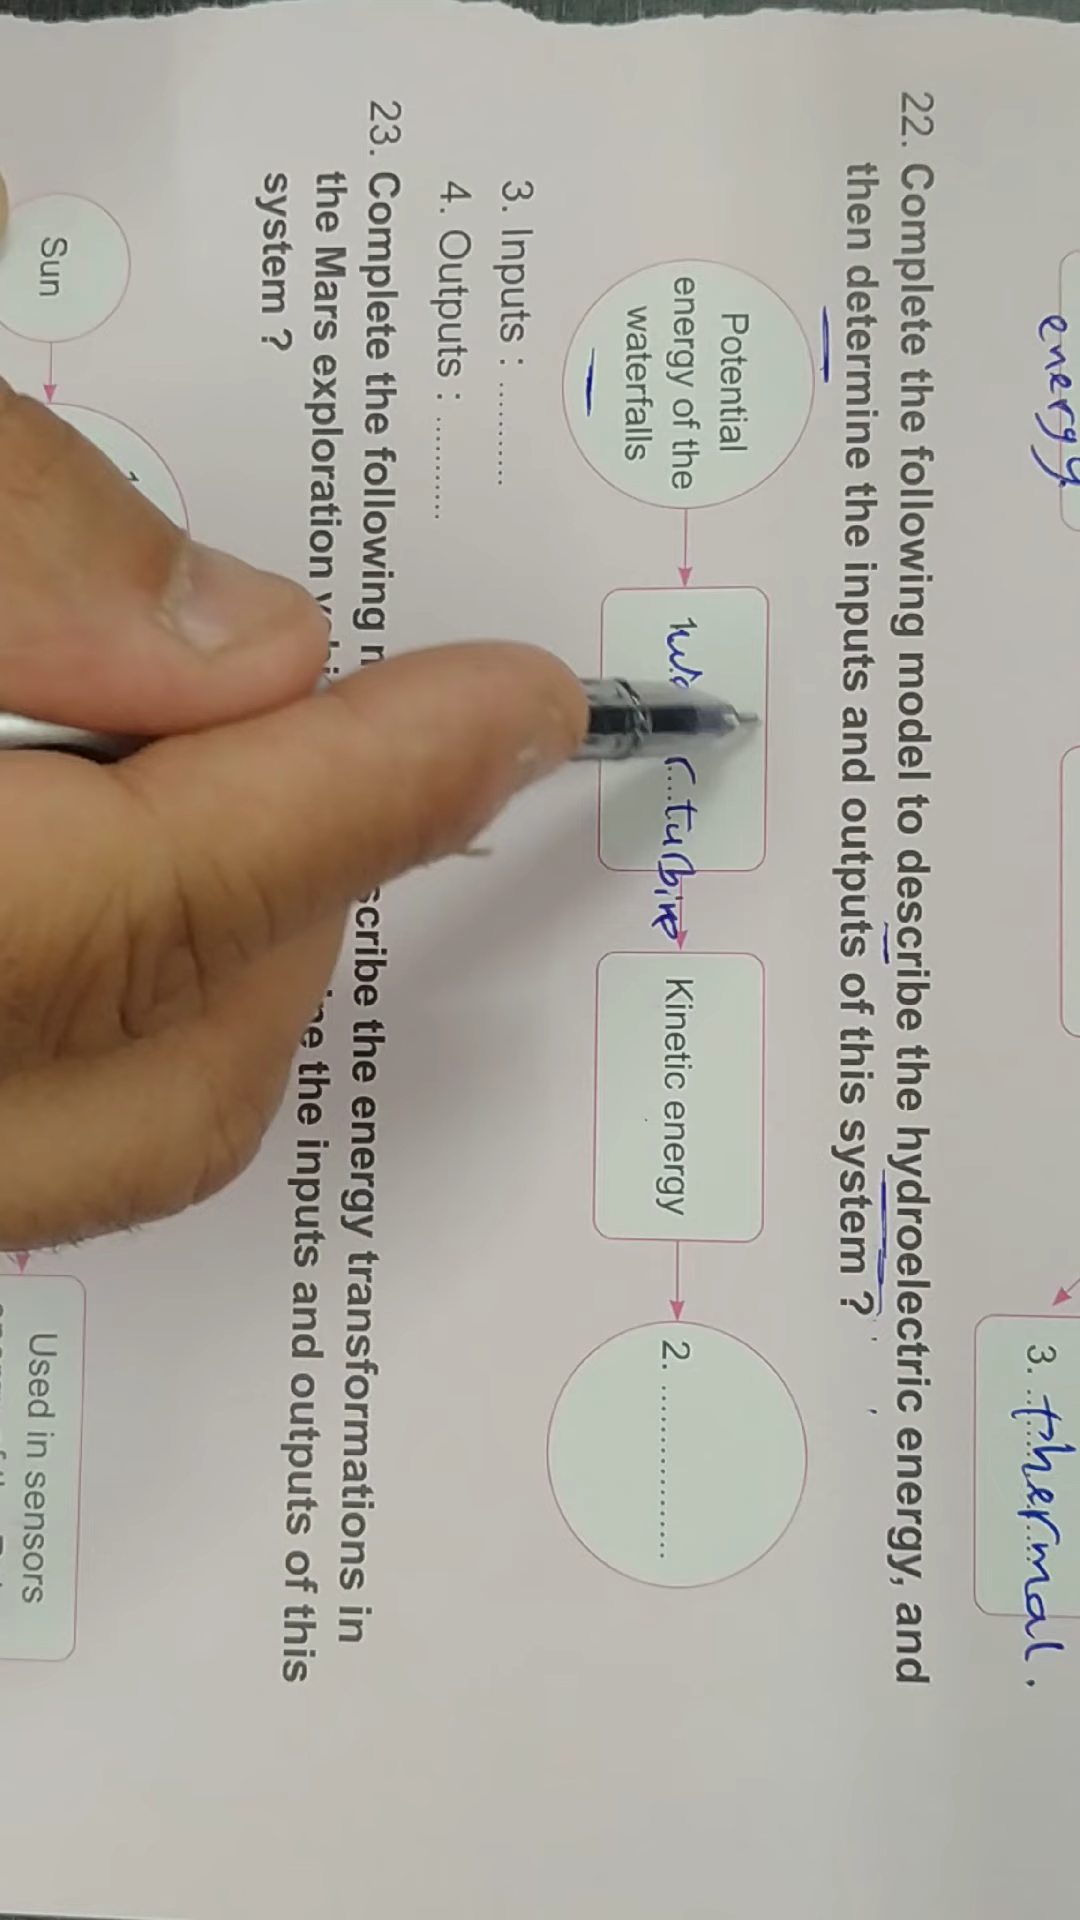 energy
3. thermal.
22. Complete the following model to describe the hydroelectric energy, and
then determine the inputs and outputs of this system ?
Potential
energy of the
waterfalls
1 turbine
Kinetic energy
2. ................
3. Inputs : ..........
4. Outputs : ..........
23. Complete the following scribe the energy transformations in
the Mars exploration the inputs and outputs of this
system ?
Sun
Used in sensors